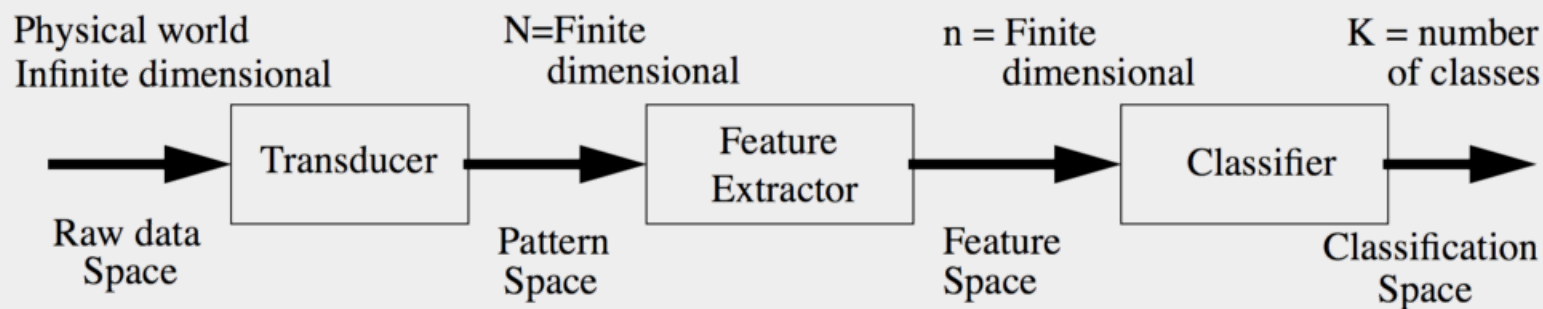 Physical world
Infinite dimensional
N=Finite
dimensional
n = Finite
dimensional
K = number
of classes
Transducer
Feature
Extractor
Classifier
Raw data
Space
Pattern
Space
Feature
Space
Classification
Space